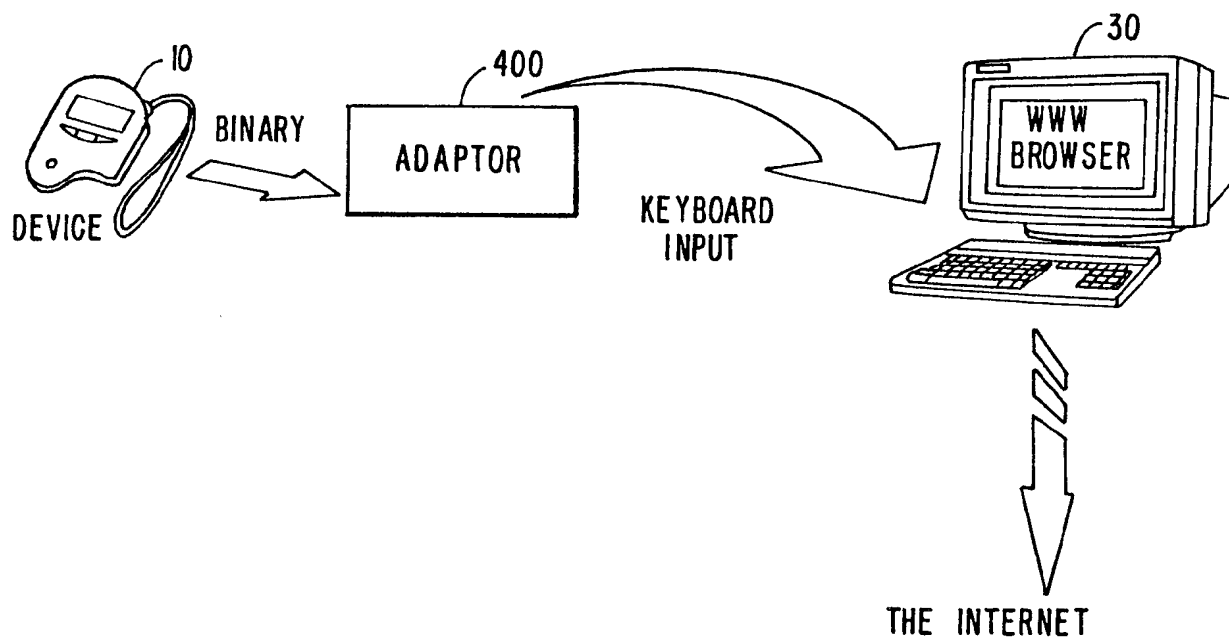 10
400
30
BINARY
ADAPTOR
WWW
BROWSER
DEVICE
KEYBOARD
INPUT
THE INTERNET